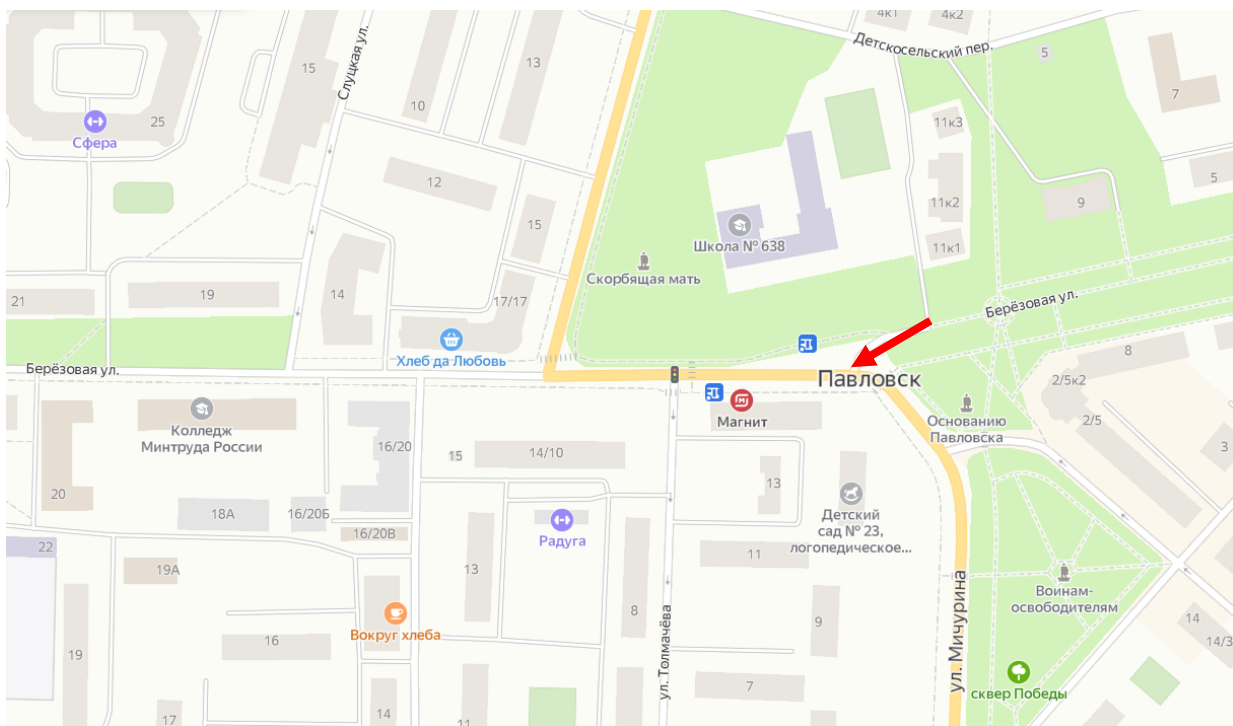 4к1
4к2
Детскосельский пер.
5
13
15
Слуцкая ул.
7
10
25
Сфера
11к3
12
5
11к2
9
15
Школа № 638
11к1
Скорбящая мать
21
19
14
17/17
Берёзовая ул.
Хлеб да Любовь
8
Берёзовая ул.
Павловск
2/5к2
Магнит
Основанию
Павловска
2/5
Колледж
Минтруда России
16/20
15
14/10
3
13
20
18А
16/20Б
Детский
сад № 23,
логопедическое...
16/20В
Радуга
22
11
19А
13
ул. Мичурина
Воинам-
освободителям
Вокруг хлеба
8
9
14
16
14/3
19
ул. Толмачёва
7
сквер Победы
17
14
11